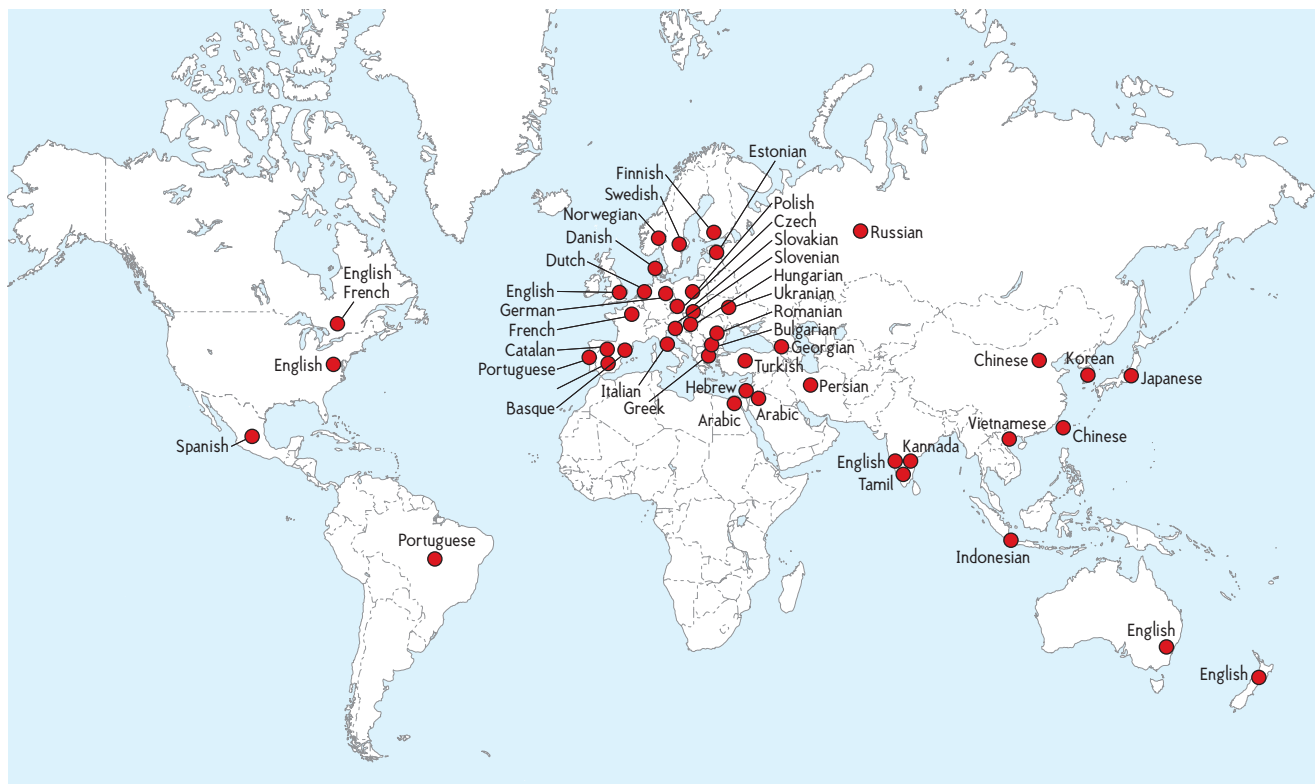 English
French
English
Spanish
Portuguese
Estonian
Finnish
Swedish
Norwegian
Danish
Dutch
English
German
French
Catalan
Portuguese
Basque
Italian
Greek
Polish
Czech
Slovakian
Slovenian
Hungarian
Ukranian
Romanian
Bulgarian
Georgian
Turkish
Hebrew
Arabic
Arabic
Persian
Russian
Chinese
Korean
Japanese
Vietnamese
Chinese
Kannada
English
Tamil
Indonesian
English
English